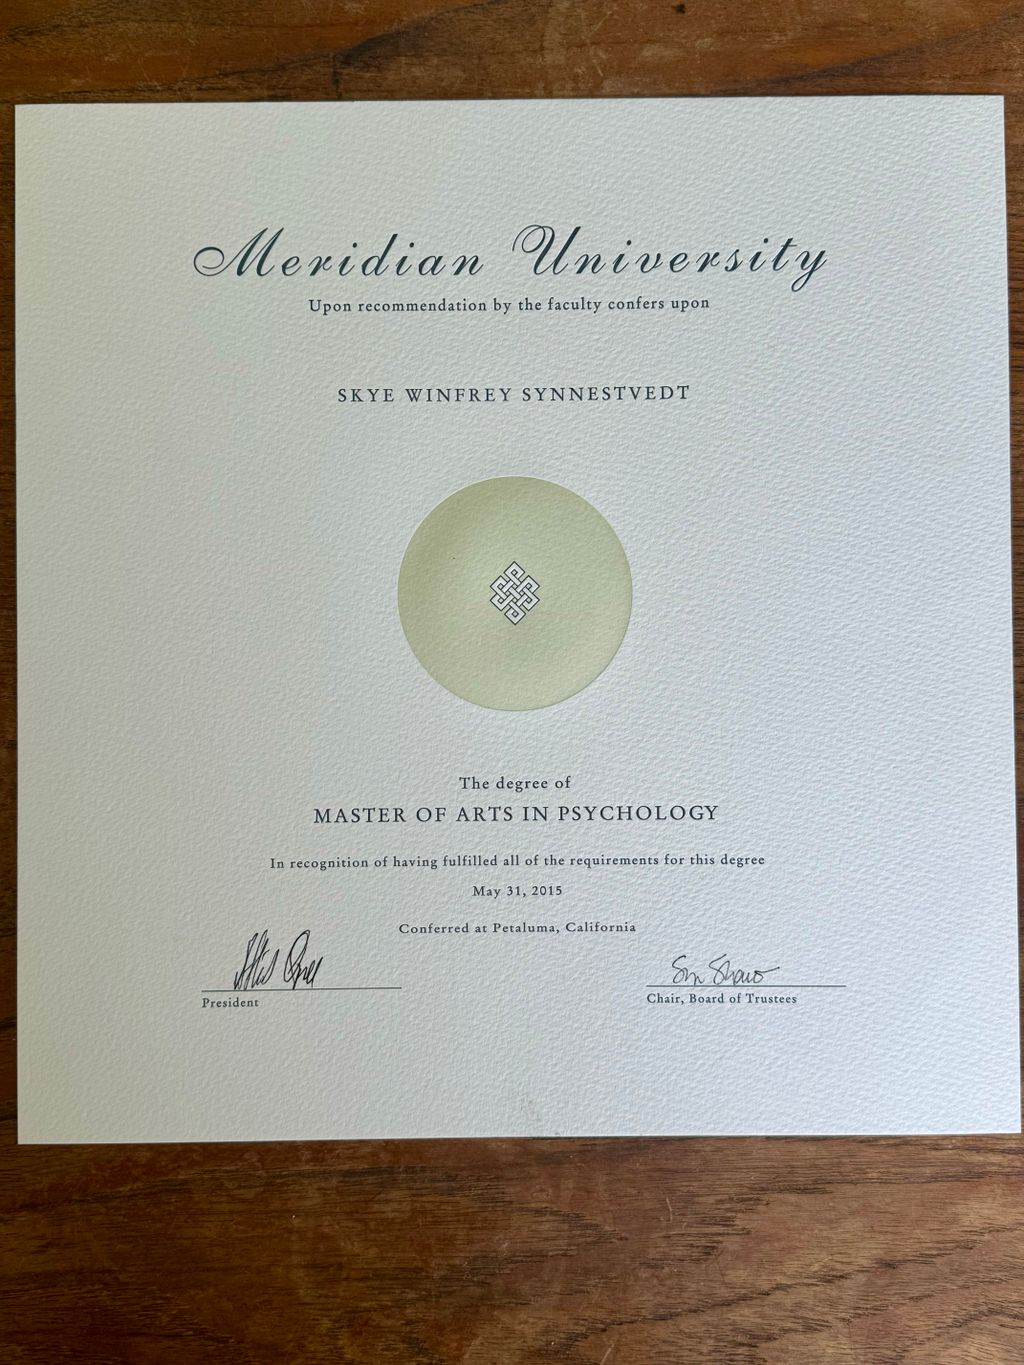 Meridian University
Upon recommendation by the faculty confers upon
SKYE WINFREY SYNNESTVEDT
The degree of
MASTER OF ARTS IN PSYCHOLOGY
In recognition of having fulfilled all of the requirements for this degree
May 31, 2015
Conferred at Petaluma, California
President
Chair, Board of Trustees